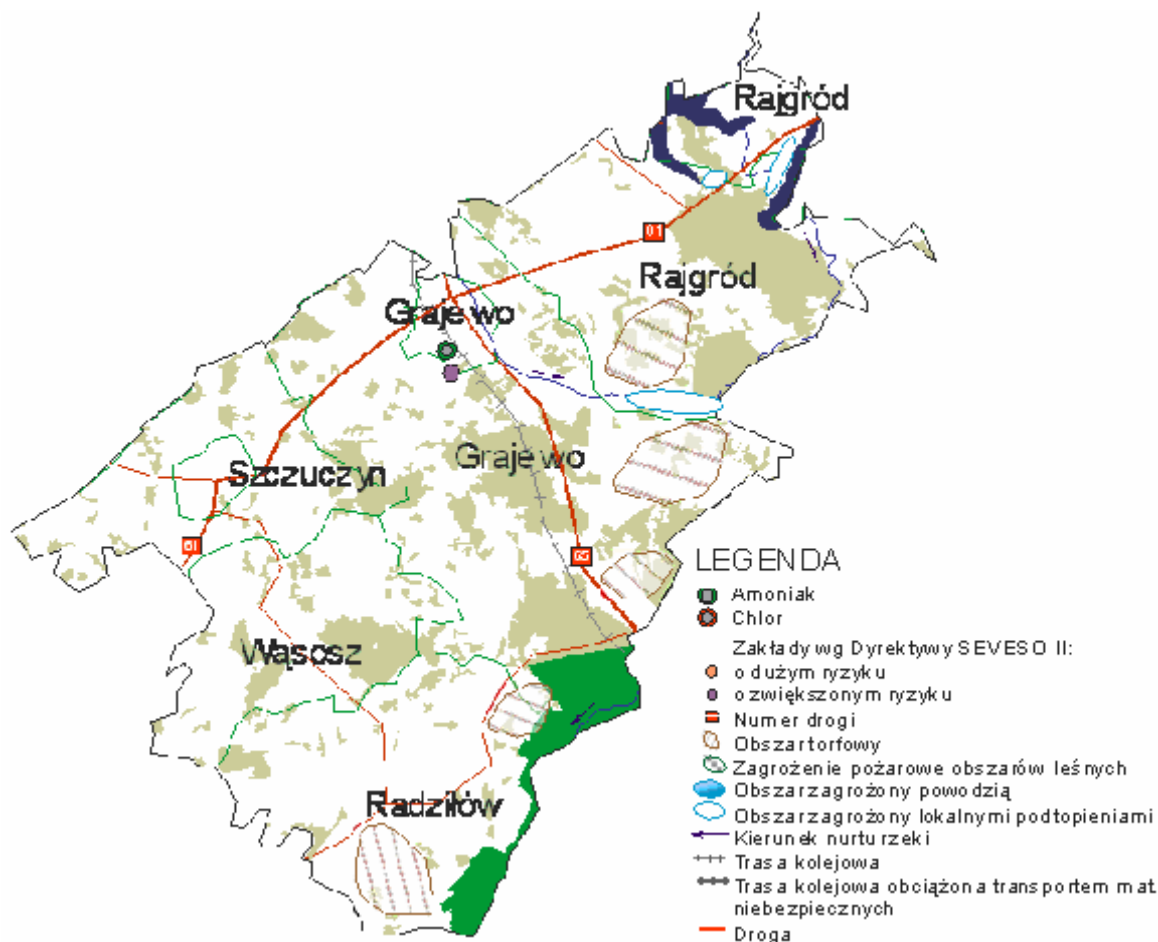 Rajgród
01
Rajgród
Grajewo
Grajewo
Szczuczyn
61
65
Wąsosz
Radziłów
LEGENDA
Amoniak
Chlor
Zakłady wg Dyrektywy SEVESO II:
o dużym ryzyku
o zwiększonym ryzyku
Numer drogi
Obszar torfowy
Zagrożenie pożarowe obszarów leśnych
Obszar zagrożony powodzią
Obszar zagrożony lokalnymi podtopieniami
Kierunek nurtu rzeki
Trasa kolejowa
Trasa kolejowa obciążona transportem mat
niebezpiecznych
Droga